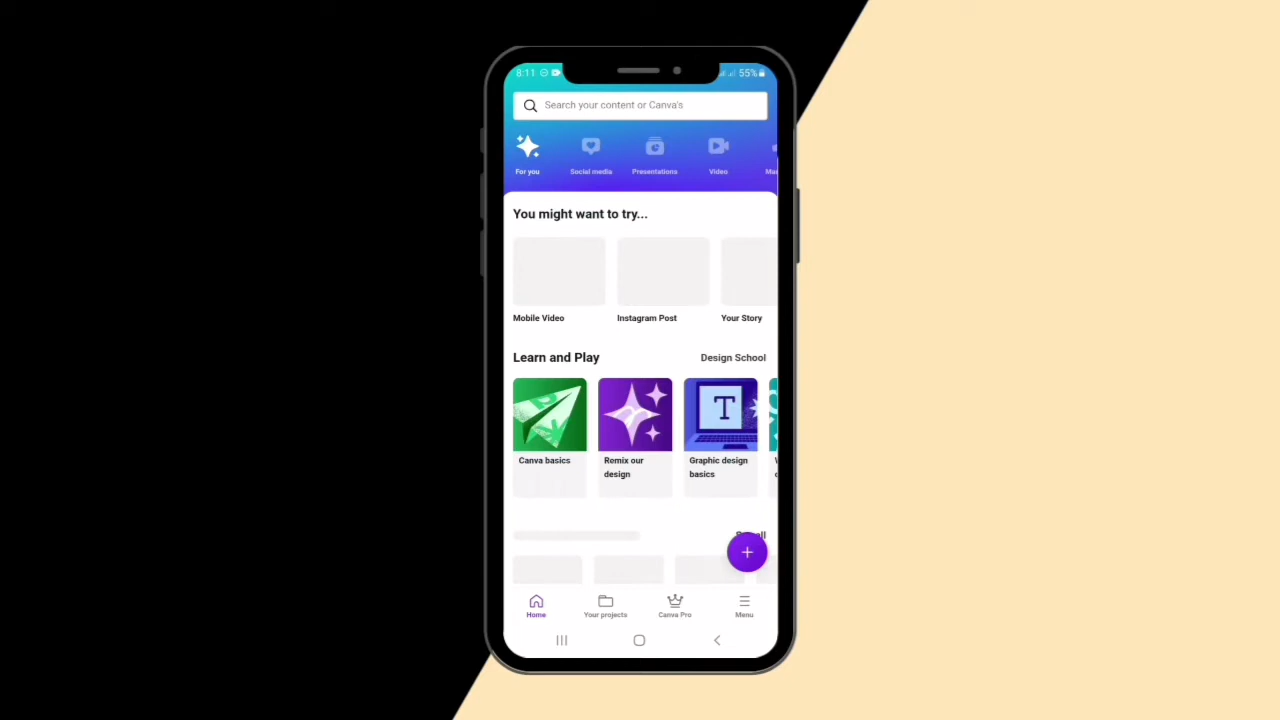 8:11
55%
Search your content or Canva's
For you
Social media
Presentations
Video
You might want to try...
Mobile Video
Instagram Post
Your Story
Learn and Play
Design School
T
Canva basics
Remix our
design
Graphic design
basics
Home
Your projects
Canva Pro
Menu